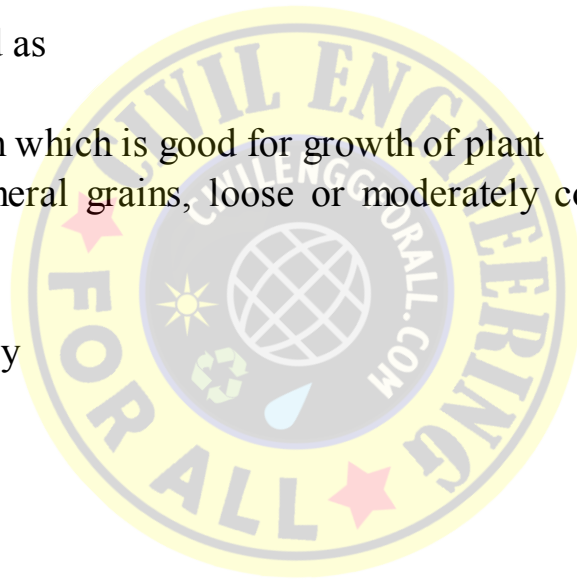 d as
which is good for growth of plant
neral grains, loose or moderately co
y
CIVIL ENGINEERING
FOR ALL
CIVILENGGFORALL.COM